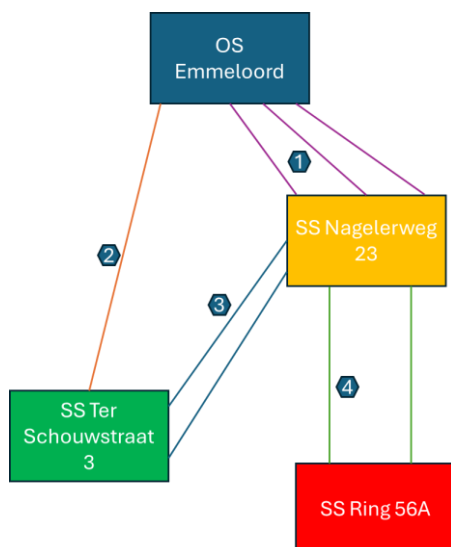 OS
Emmeloord
1
SS Nagelerweg
23
2
3
SS Ter
Schouwstraat
3
4
SS Ring 56A